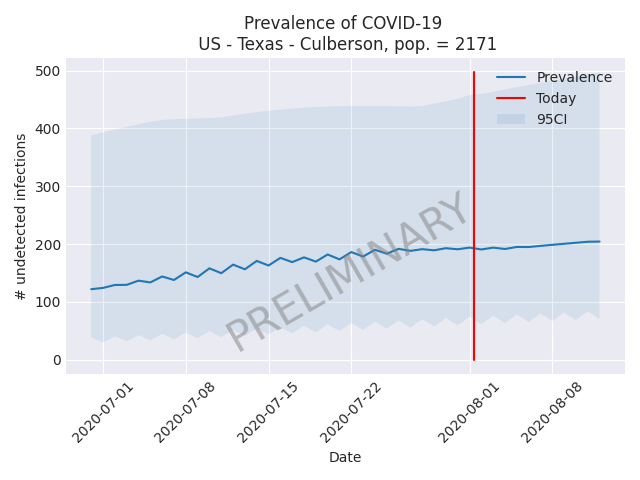 Prevalence of COVID-19
US - Texas - Culberson, pop. = 2171
500
400
300
200
100
0
# undetected infections
Prevalence
Today
95CI
PRELIMINARY
2020-07-01
2020-07-08
2020-07-15
2020-07-22
2020-08-01
2020-08-08
Date